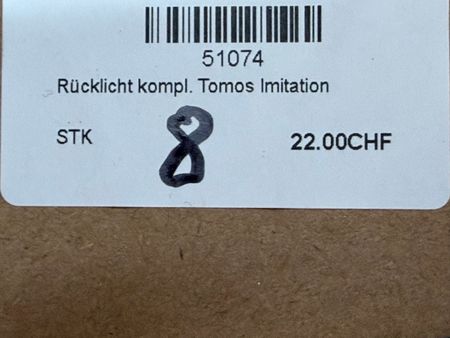 51074
Rücklicht kompl. Tomos Imitation
STK 8 22.00CHF